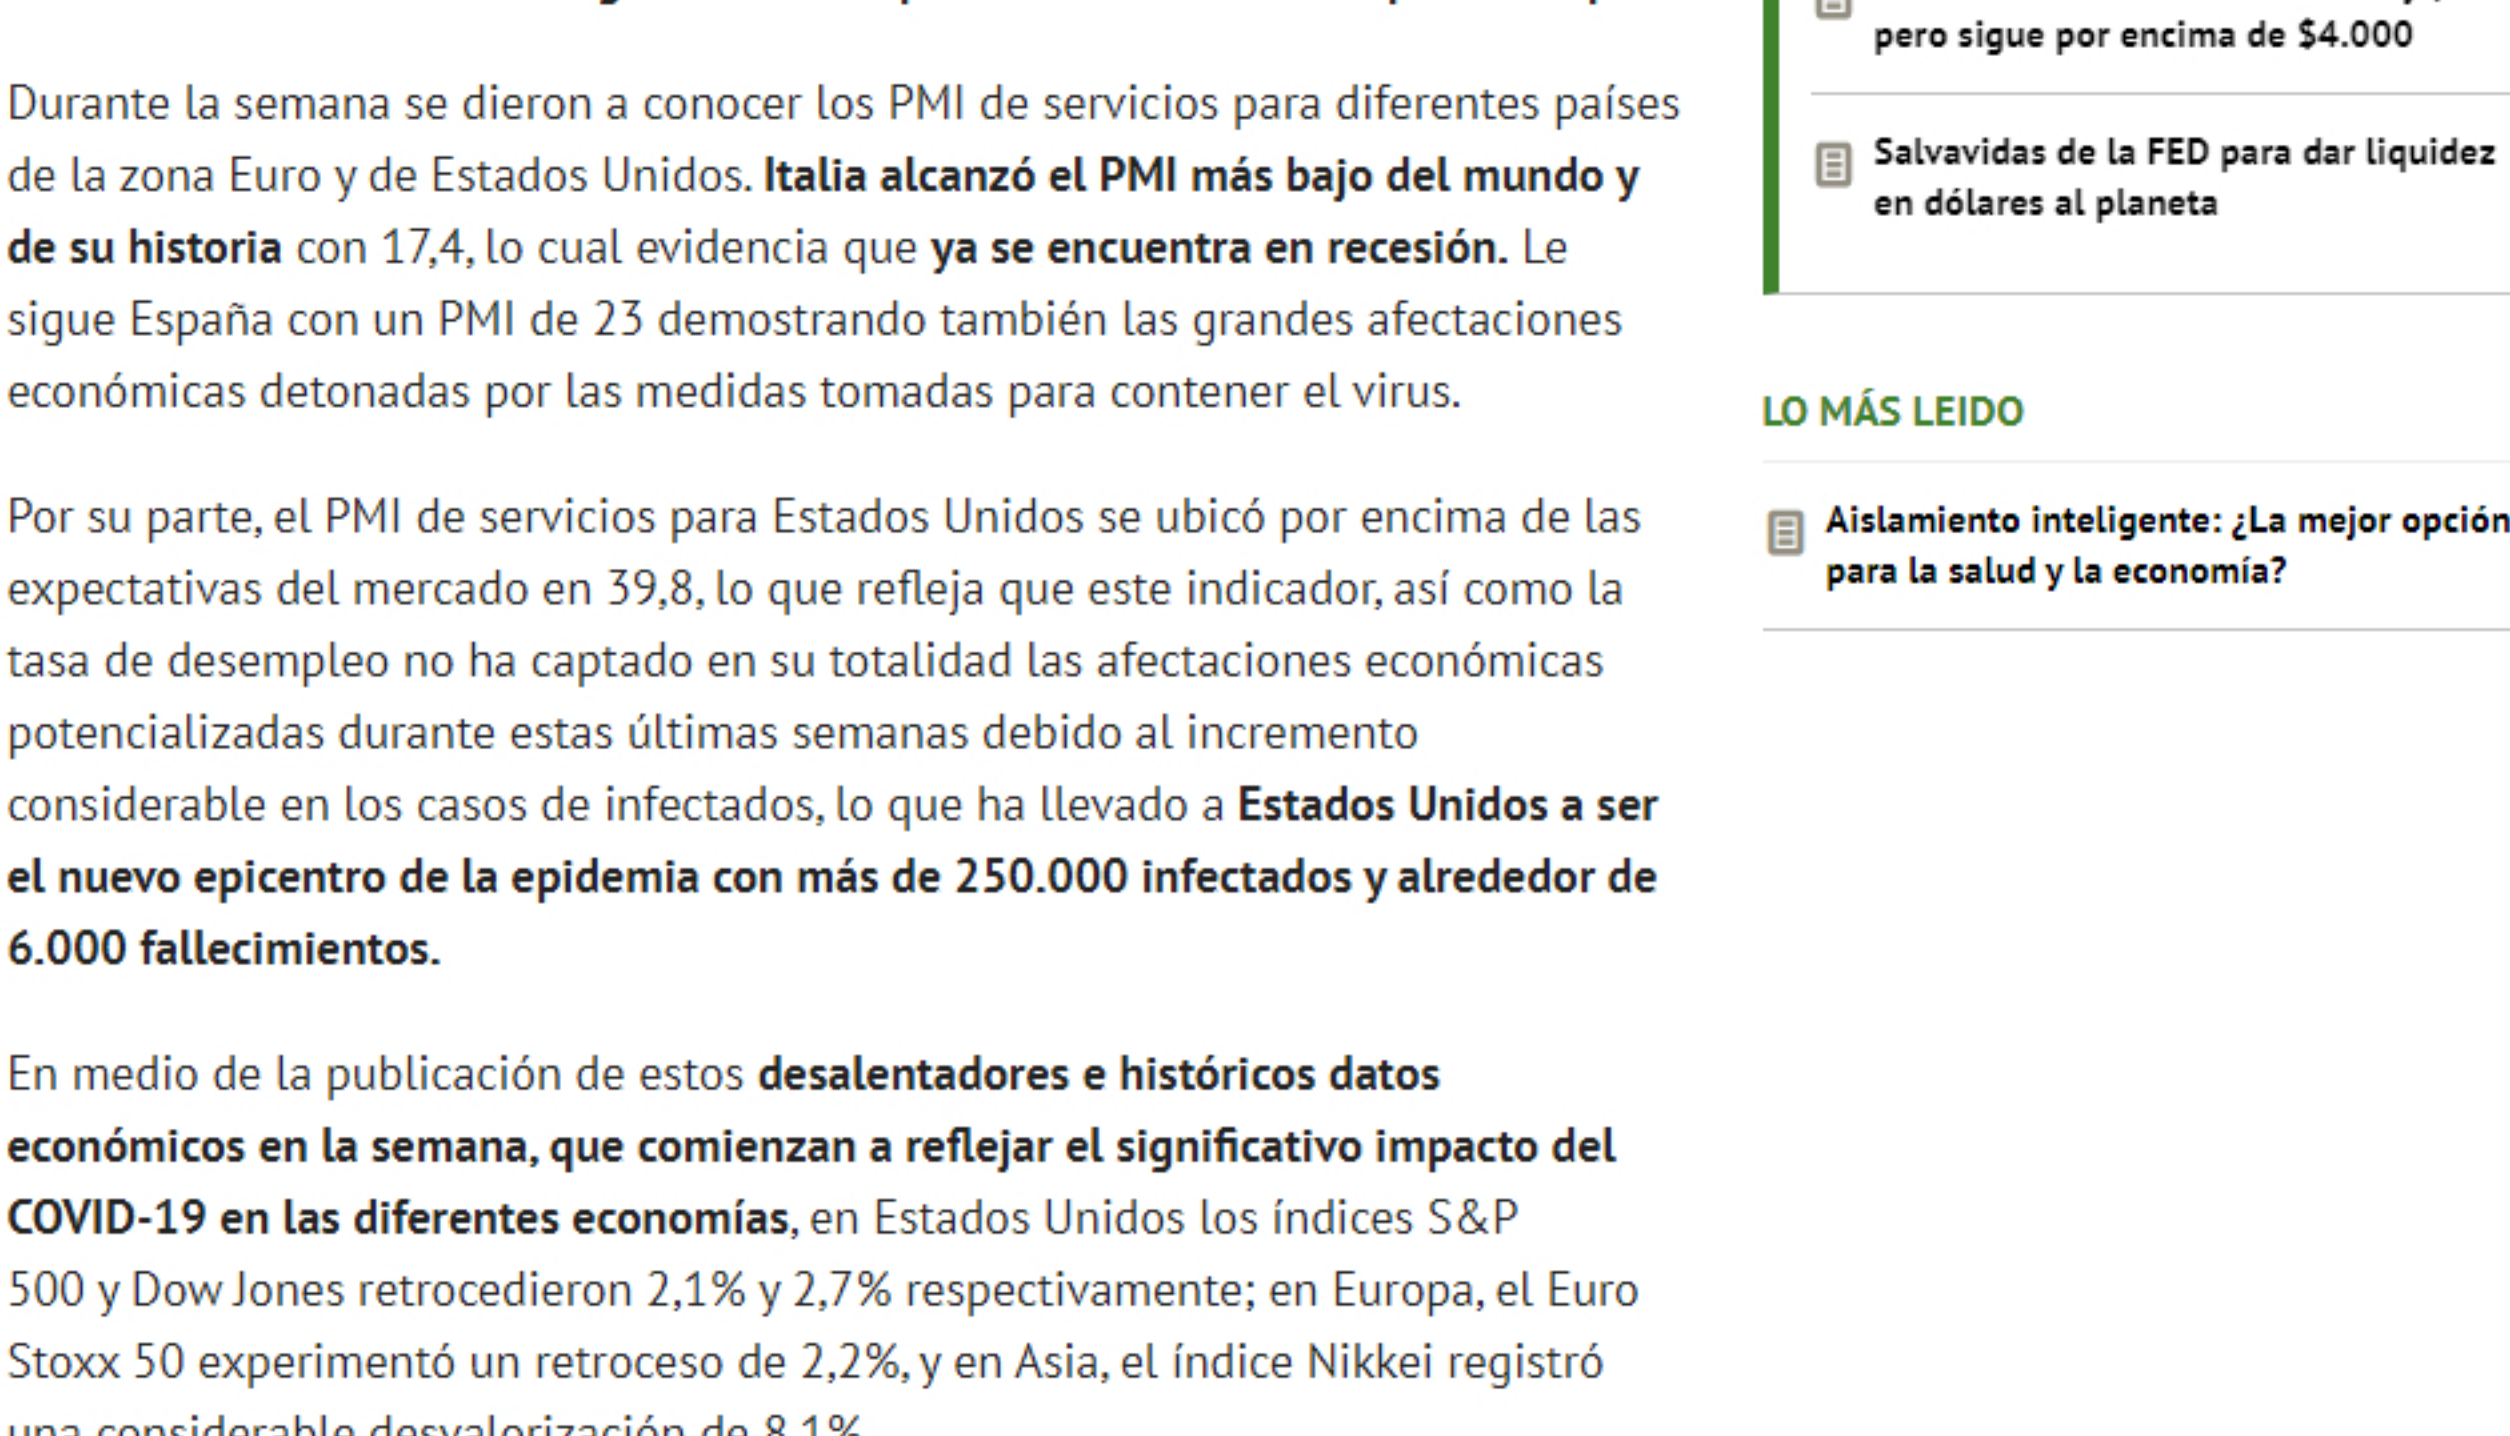 Durante la semana se dieron a conocer los PMI de servicios para diferentes países
de la zona Euro y de Estados Unidos. Italia alcanzó el PMI más bajo del mundo y
de su historia con 17,4, lo cual evidencia que ya se encuentra en recesión. Le
sigue España con un PMI de 23 demostrando también las grandes afectaciones
económicas detonadas por las medidas tomadas para contener el virus.
Por su parte, el PMI de servicios para Estados Unidos se ubicó por encima de las
expectativas del mercado en 39,8, lo que refleja que este indicador, así como la
tasa de desempleo no ha captado en su totalidad las afectaciones económicas
potencializadas durante estas últimas semanas debido al incremento
considerable en los casos de infectados, lo que ha llevado a Estados Unidos a ser
el nuevo epicentro de la epidemia con más de 250.000 infectados y alrededor de
6.000 fallecimientos.
En medio de la publicación de estos desalentadores e históricos datos
económicos en la semana, que comienzan a reflejar el significativo impacto del
COVID-19 en las diferentes economías, en Estados Unidos los índices S&P
500 y Dow Jones retrocedieron 2,1% y 2,7% respectivamente; en Europa, el Euro
Stoxx 50 experimentó un retroceso de 2,2%, y en Asia, el índice Nikkei registró
una considerable desvalorización de 8,1%
pero sigue por encima de $4.000
Salvavidas de la FED para dar liquidez
en dólares al planeta
LO MÁS LEIDO
Aislamiento inteligente: ¿La mejor opción
para la salud y la economía?